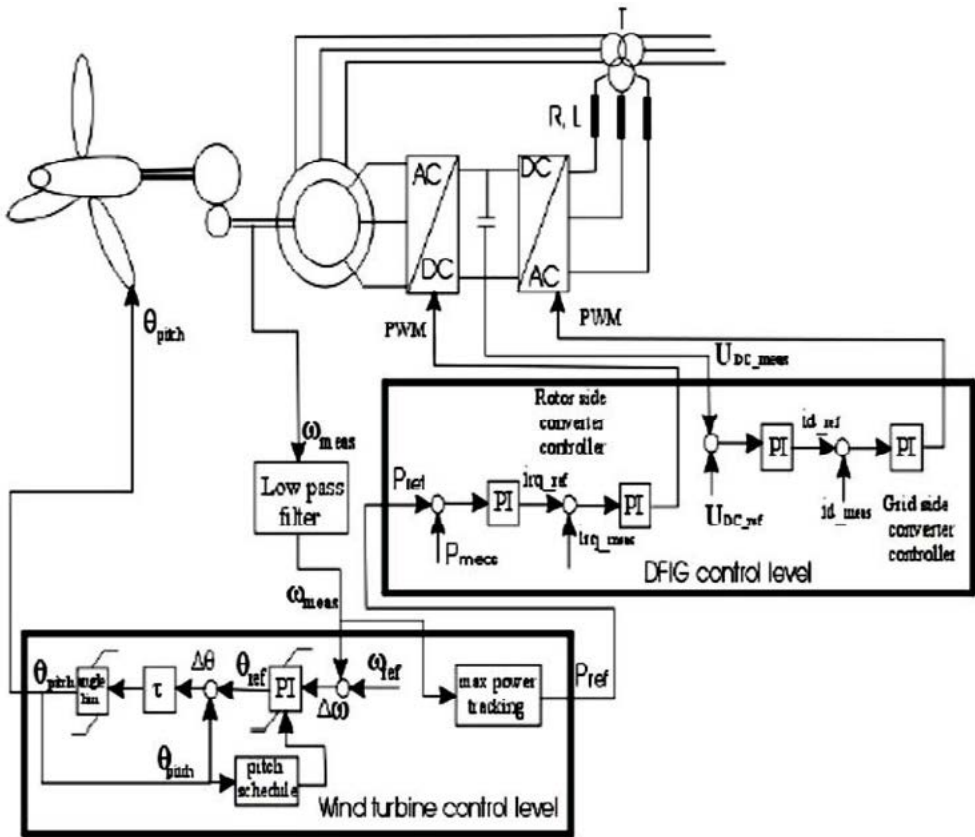 T
R, L
AC
DC
DC
AC
θpitch
PWM
PWM
UDC_meas
ωmeas
Rotor side
converter
controller
id_ref
Low pass
filter
Pref
PI
irq_ref
PI
PI
PI
UDC_ref
id_meas
Grid side
converter
controller
Pmeas
irq_meas
DFIG control level
ωmeas
θpitch
angle
lim
τ
Δθ
θref
PI
ωref
Δω
max power
tracking
Pref
θpitch
pitch
schedule
Wind turbine control level